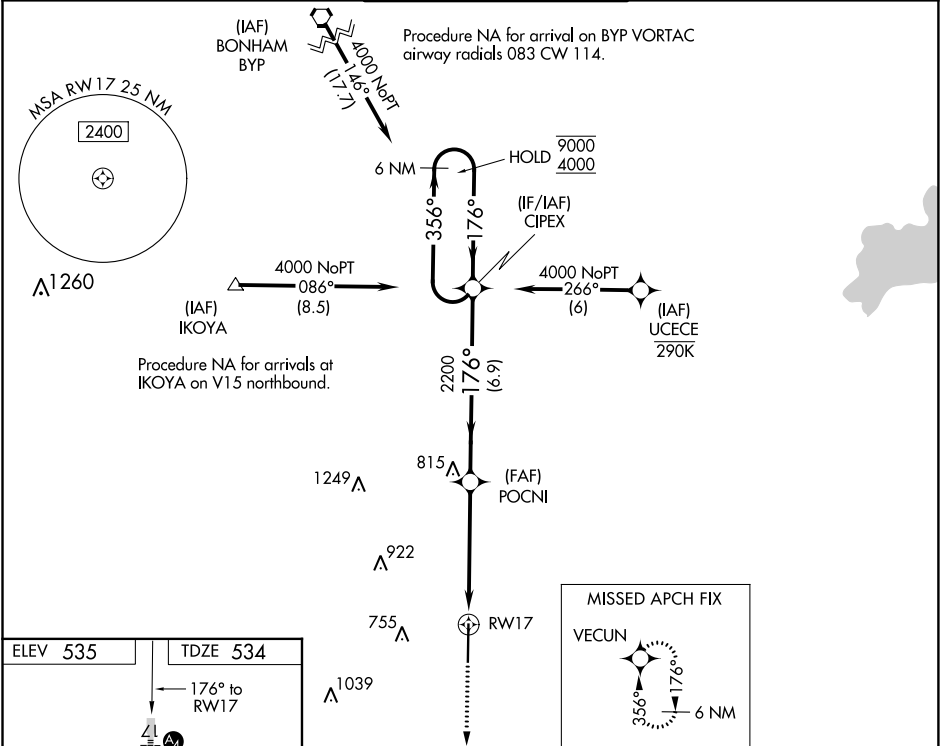 (IAF)
BONHAM
BYP
4000 NoPT
146°
(17.7)
Procedure NA for arrival on BYP VORTAC
airway radials 083 CW 114.
MSA RW17 25 NM
2400
6 NM
HOLD
9000
4000
356°
176°
(IF/IAF)
CIPEX
1260
4000 NoPT
086°
(8.5)
(IAF)
IKOYA
4000 NoPT
266°
(6)
(IAF)
UCECE
290K
Procedure NA for arrivals at
IKOYA on V15 northbound.
2200
176°
(6.9)
1249
815
(FAF)
POCNI
922
755
RW17
1039
MISSED APCH FIX
VECUN
356°
176°
6 NM
ELEV 535
TDZE 534
176° to
RW17
17
A4